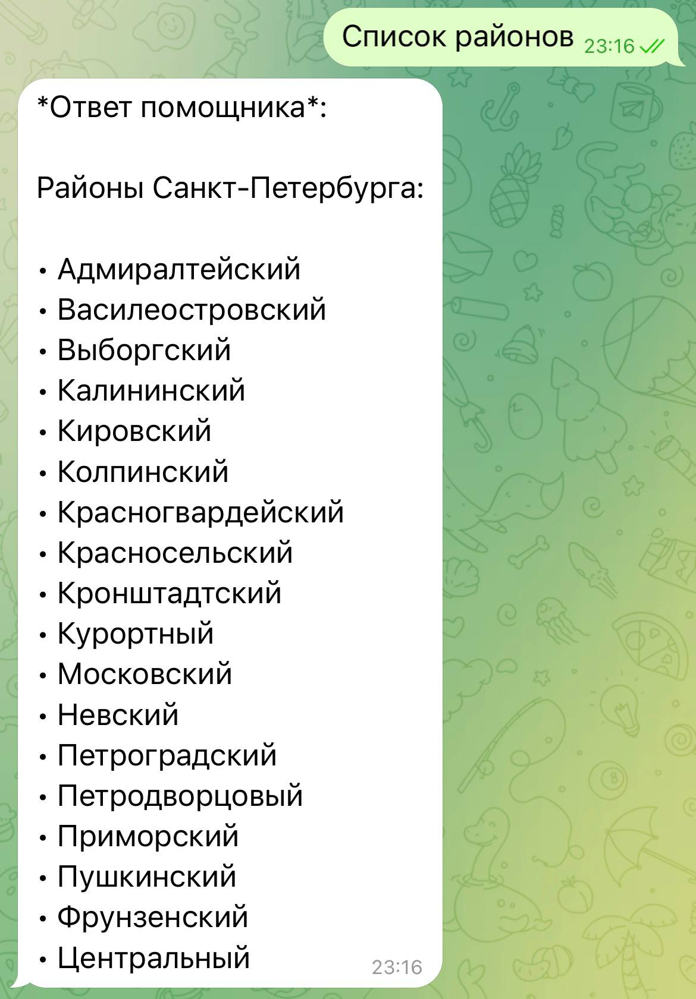 Список районов 23:16
*Ответ помощника*:
Районы Санкт-Петербурга:
• Адмиралтейский
• Василеостровский
• Выборгский
• Калининский
• Кировский
• Колпинский
• Красногвардейский
• Красносельский
• Кронштадтский
• Курортный
• Московский
• Невский
• Петроградский
• Петродворцовый
• Приморский
• Пушкинский
• Фрунзенский
• Центральный 23:16